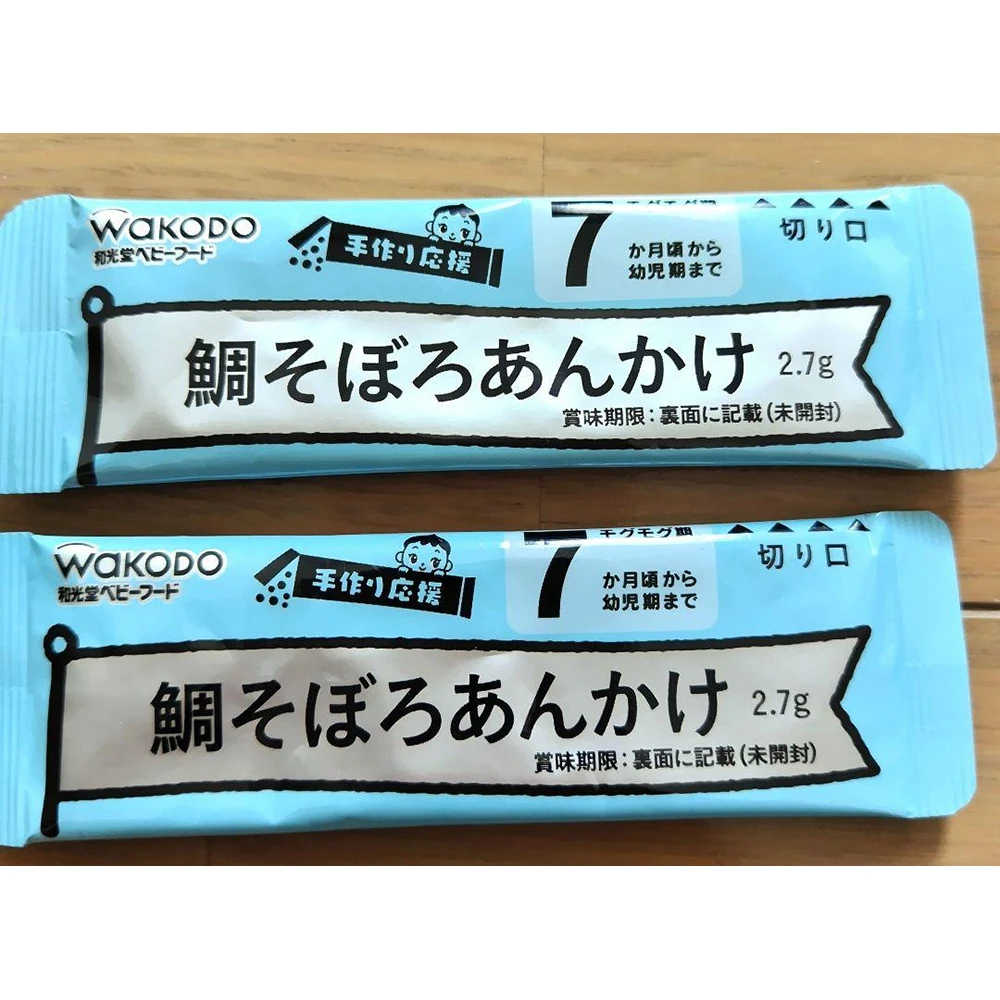 WAKODO
和光堂ベビーフード
手作り応援
7
モグモグ期
か月頃から
幼児期まで
切り口
鯛そぼろあんかけ 2.7g
賞味期限:裏面に記載(未開封)
WAKODO
和光堂ベビーフード
手作り応援
7
モグモグ期
か月頃から
幼児期まで
切り口
鯛そぼろあんかけ 2.7g
賞味期限:裏面に記載(未開封)